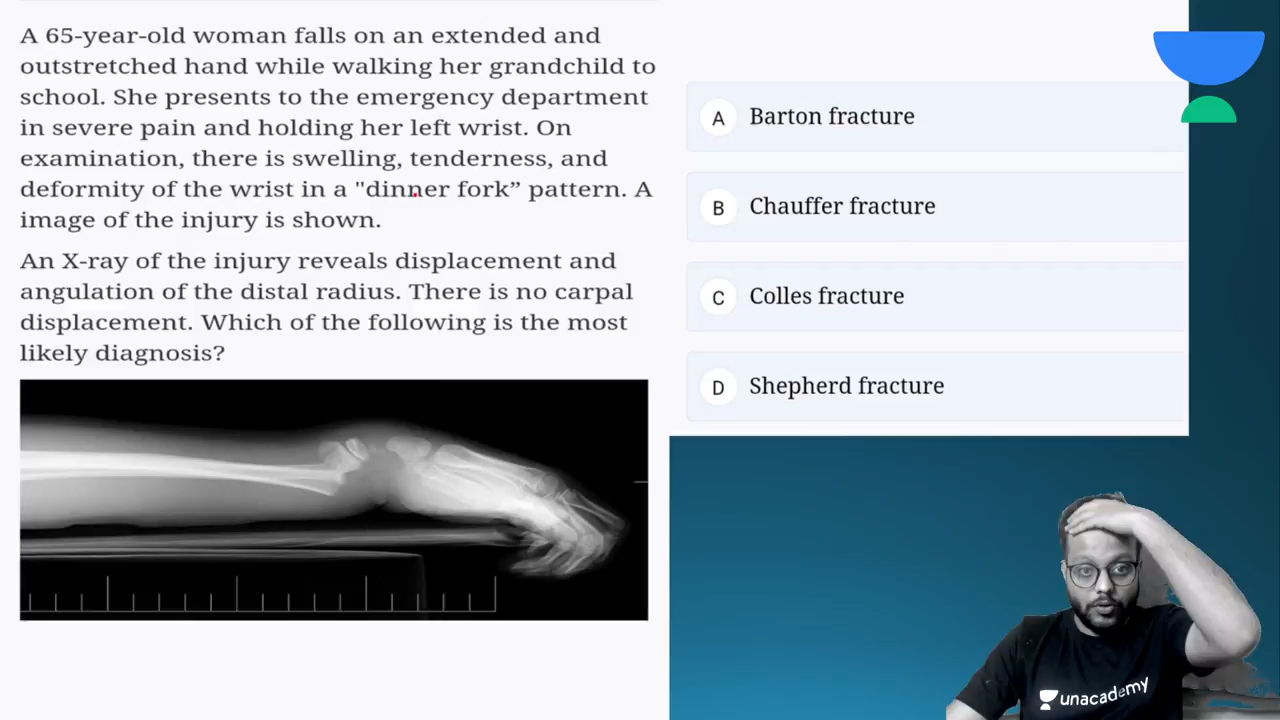 A 65-year-old woman falls on an extended and
outstretched hand while walking her grandchild to
school. She presents to the emergency department
in severe pain and holding her left wrist. On
examination, there is swelling, tenderness, and
deformity of the wrist in a "dinner fork” pattern. A
image of the injury is shown.
An X-ray of the injury reveals displacement and
angulation of the distal radius. There is no carpal
displacement. Which of the following is the most
likely diagnosis?
A Barton fracture
B Chauffer fracture
C Colles fracture
D Shepherd fracture
unacademy